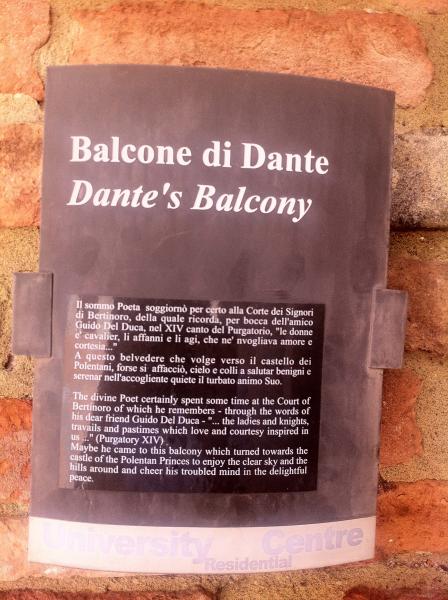 Balcone di Dante
Dante's Balcony
Il sommo Poeta soggiornò per certo alla Corte dei Signori
di Bertinoro, della quale ricorda, per bocca dell'amico
Guido Del Duca, nel XIV canto del Purgatorio, "le donne
e' cavalier, li affanni e li agi, che ne' nvogliava amore e
cortesia..."
A questo belvedere che volge verso il castello dei
Polentani, forse si affacciò, cielo e colli a salutar benigni e
serenar nell'accogliente quiete il turbato animo Suo.
The divine Poet certainly spent some time at the Court of
Bertinoro of which he remembers - through the words of
his dear friend Guido Del Duca - "... the ladies and knights,
travails and pastimes which love and courtesy inspired in
us ..." (Purgatory XIV)
Maybe he came to this balcony which turned towards the
castle of the Polentan Princes to enjoy the clear sky and the
hills around and cheer his troubled mind in the delightful
peace.
University Residential Centre